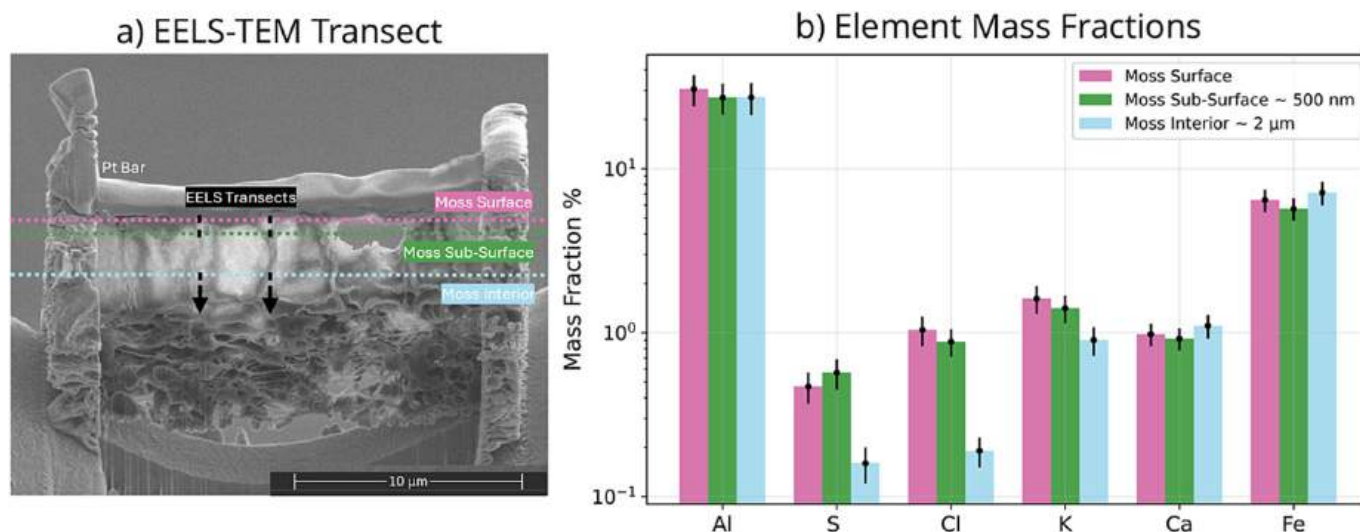 a) EELS-TEM Transect
Pt Bar
EELS Transects
Moss Surface
Moss Sub-Surface
Moss Interior
10 µm
b) Element Mass Fractions
Moss Surface
Moss Sub-Surface ~ 500 nm
Moss Interior ~ 2 µm
Mass Fraction %
10¹
10⁰
10⁻¹
Al S Cl K Ca Fe